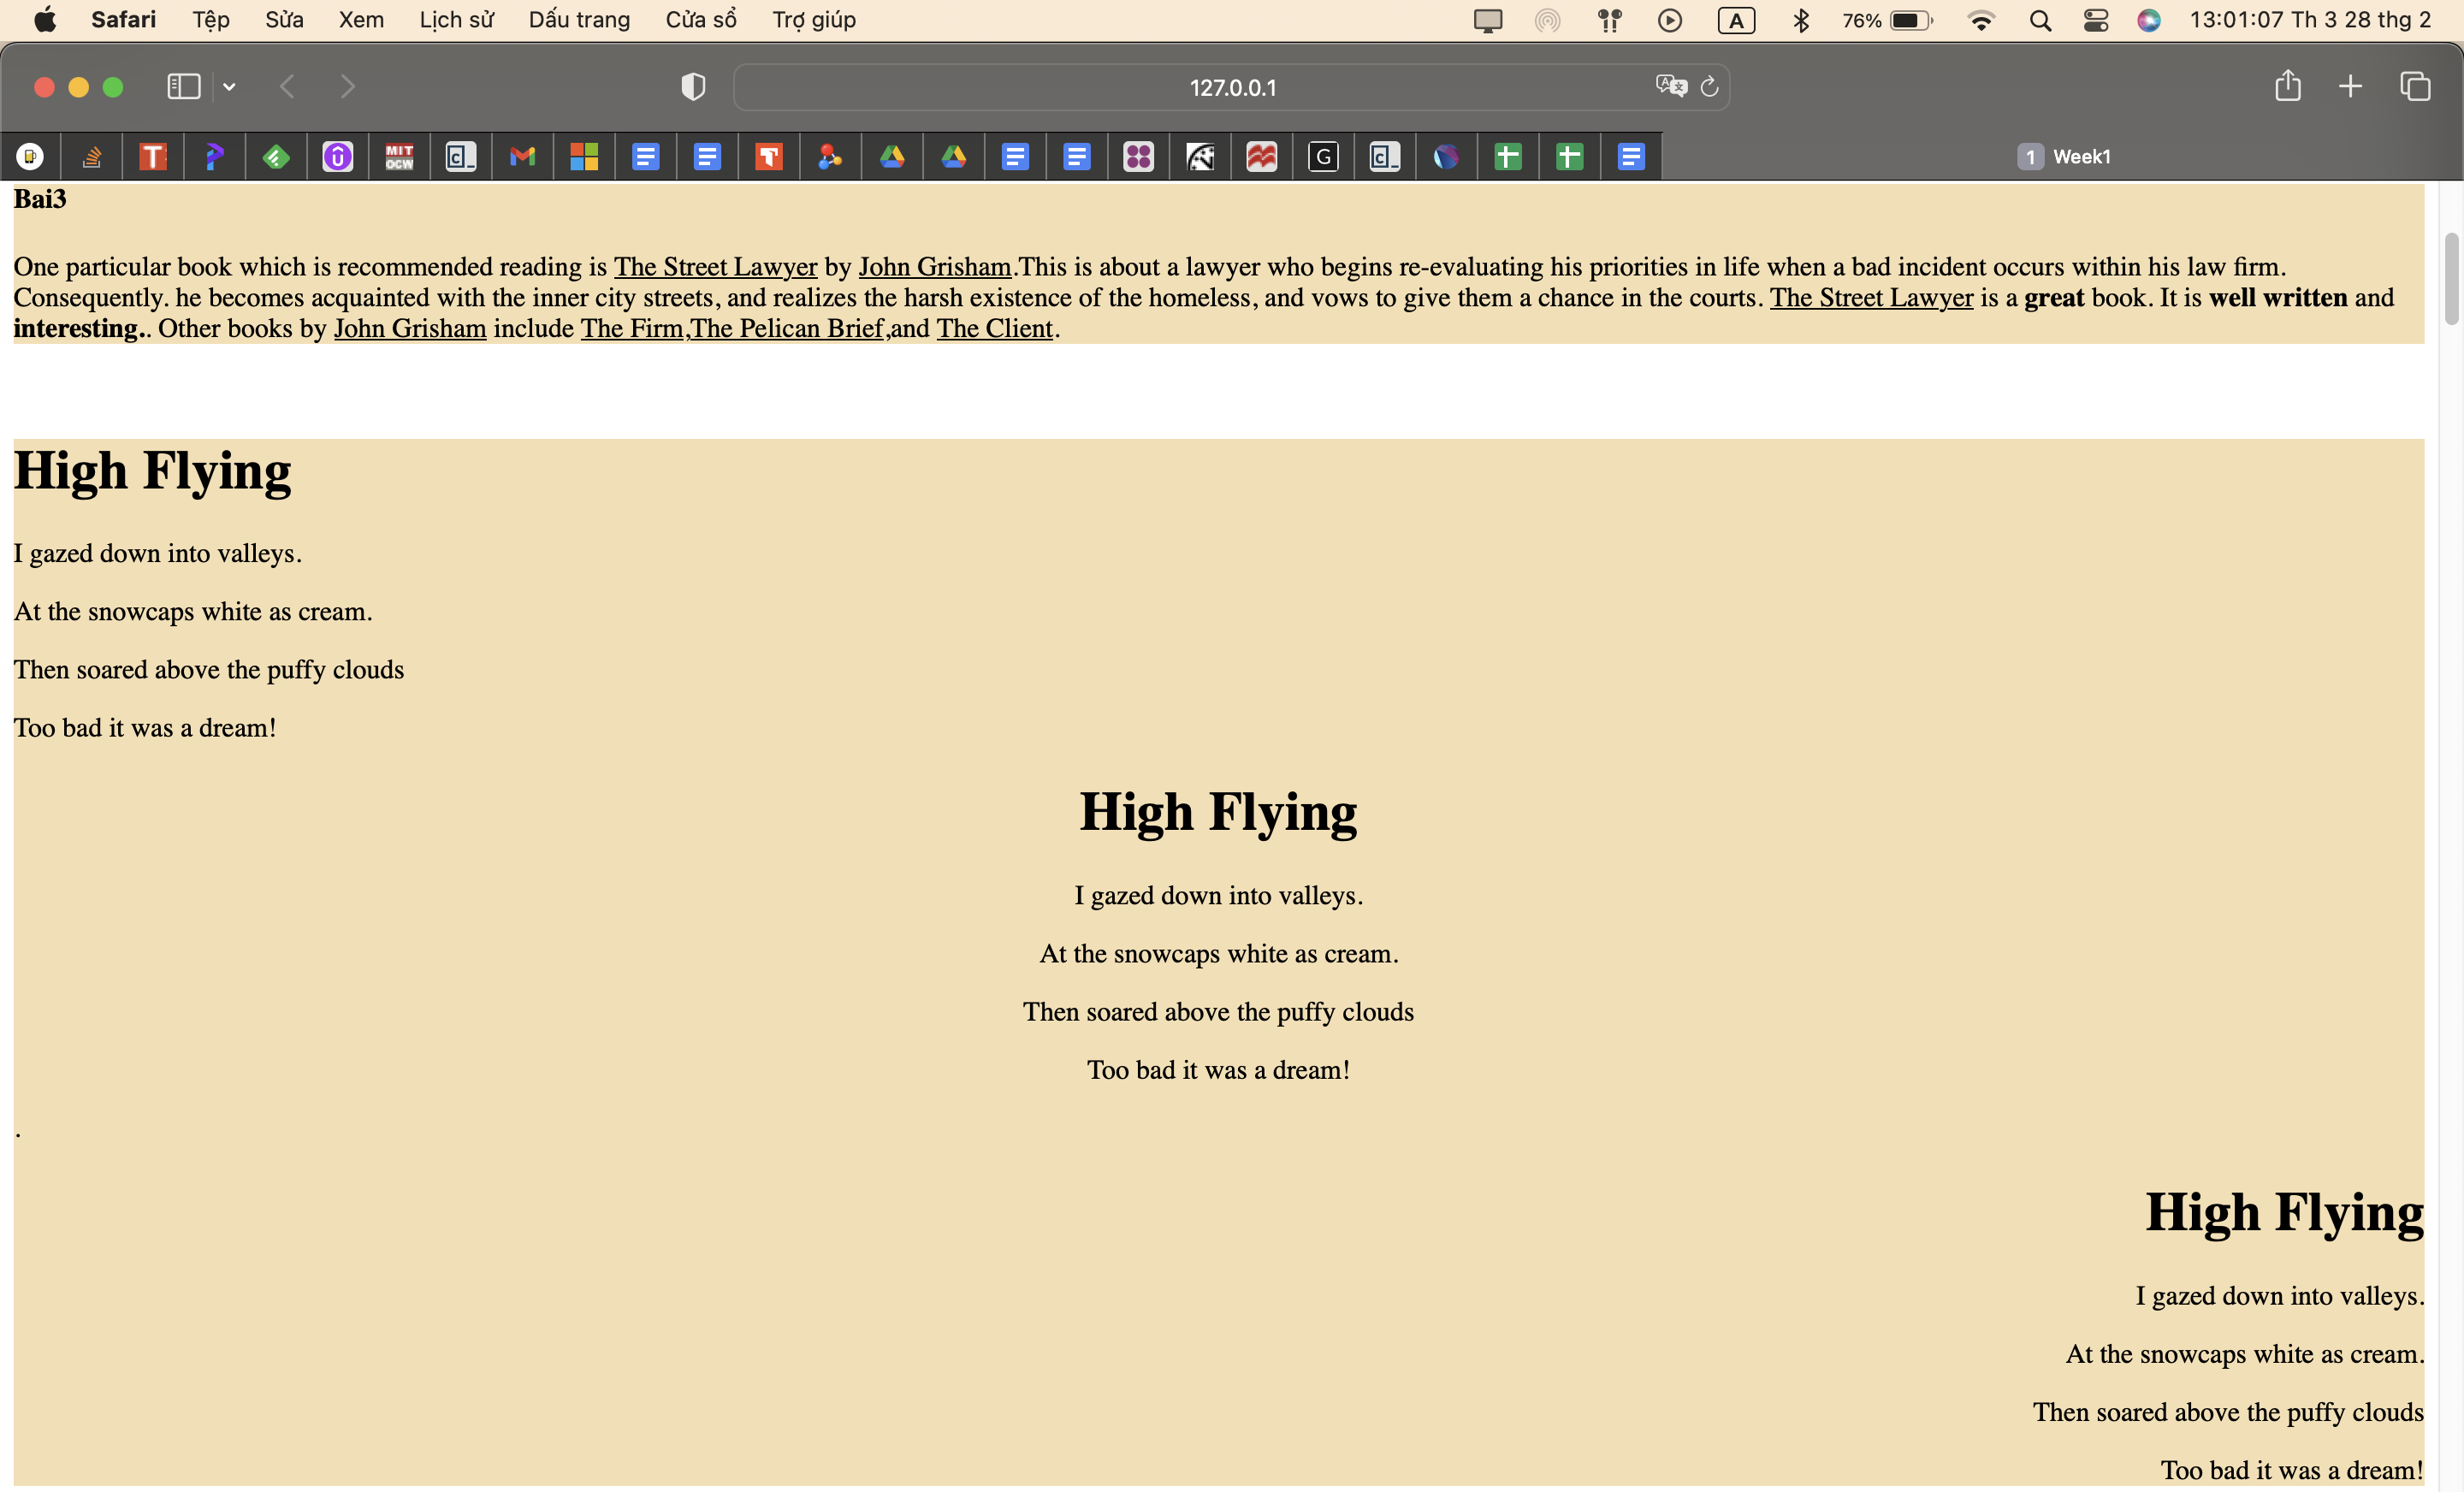 Safari Tệp Sửa Xem Lịch sử Dấu trang Cửa sổ Trợ giúp A 76% 13:01:07 Th 3 28 thg 2
127.0.0.1
MIT OCW G 1 Week1
Bai3
One particular book which is recommended reading is The Street Lawyer by John Grisham.This is about a lawyer who begins re-evaluating his priorities in life when a bad incident occurs within his law firm.
Consequently. he becomes acquainted with the inner city streets, and realizes the harsh existence of the homeless, and vows to give them a chance in the courts. The Street Lawyer is a great book. It is well written and
interesting.. Other books by John Grisham include The Firm,The Pelican Brief,and The Client.
High Flying
I gazed down into valleys.
At the snowcaps white as cream.
Then soared above the puffy clouds
Too bad it was a dream!
High Flying
I gazed down into valleys.
At the snowcaps white as cream.
Then soared above the puffy clouds
Too bad it was a dream!
.
High Flying
I gazed down into valleys.
At the snowcaps white as cream.
Then soared above the puffy clouds
Too bad it was a dream!